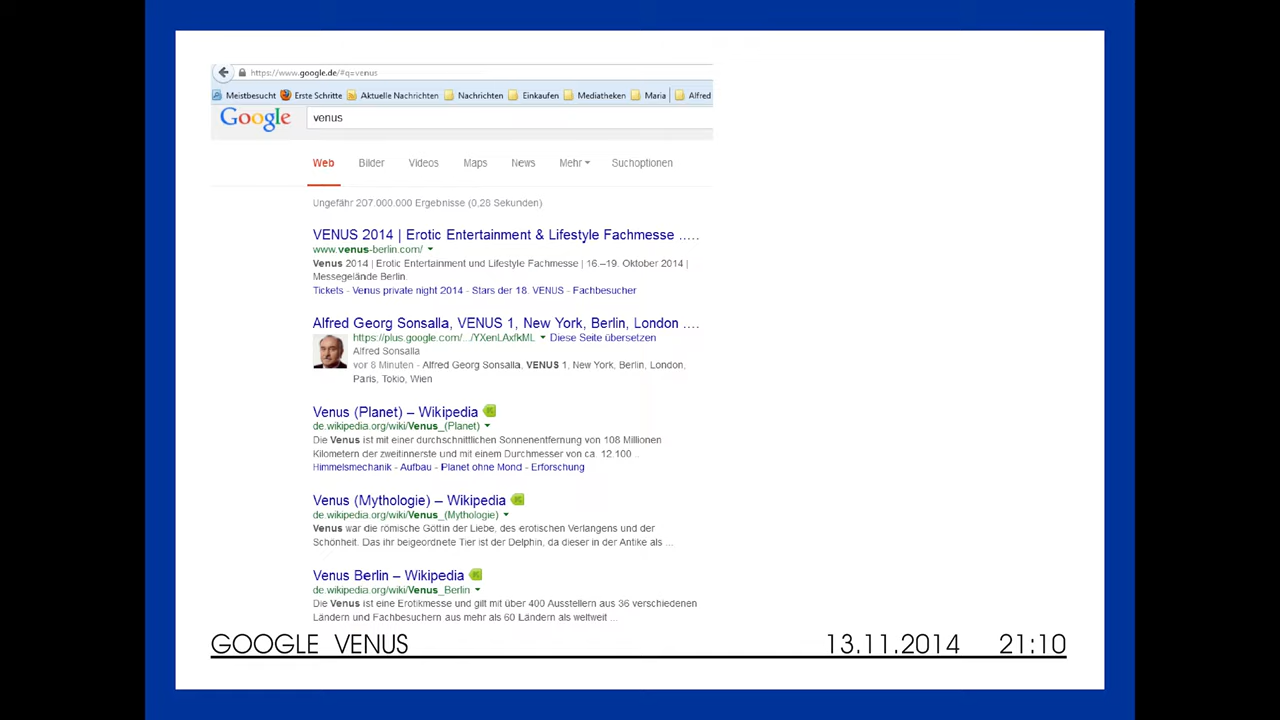 https://www.google.de/#q=venus
Meistbesucht Erste Schritte Aktuelle Nachrichten Nachrichten Einkaufen Mediatheken Maria Alfred
Google venus
Web Bilder Videos Maps News Mehr Suchoptionen
Ungefähr 207.000.000 Ergebnisse (0,28 Sekunden)
VENUS 2014 | Erotic Entertainment & Lifestyle Fachmesse .....
www.venus-berlin.com/
Venus 2014 | Erotic Entertainment und Lifestyle Fachmesse | 16.–19. Oktober 2014 |
Messegelände Berlin.
Tickets - Venus private night 2014 - Stars der 18. VENUS - Fachbesucher
Alfred Georg Sonsalla, VENUS 1, New York, Berlin, London ....
https://plus.google.com/.../YXenLAxfkML Diese Seite übersetzen
Alfred Sonsalla
vor 8 Minuten - Alfred Georg Sonsalla, VENUS 1, New York, Berlin, London,
Paris, Tokio, Wien
Venus (Planet) – Wikipedia
de.wikipedia.org/wiki/Venus_(Planet)
Die Venus ist mit einer durchschnittlichen Sonnenentfernung von 108 Millionen
Kilometern der zweitinnerste und mit einem Durchmesser von ca. 12.100 ...
Himmelsmechanik - Aufbau - Planet ohne Mond - Erforschung
Venus (Mythologie) – Wikipedia
de.wikipedia.org/wiki/Venus_(Mythologie)
Venus war die römische Göttin der Liebe, des erotischen Verlangens und der
Schönheit. Das ihr beigeordnete Tier ist der Delphin, da dieser in der Antike als ...
Venus Berlin – Wikipedia
de.wikipedia.org/wiki/Venus_Berlin
Die Venus ist eine Erotikmesse und gilt mit über 400 Ausstellern aus 36 verschiedenen
Ländern und Fachbesuchern aus mehr als 60 Ländern als weltweit ...
GOOGLE VENUS 13.11.2014 21:10